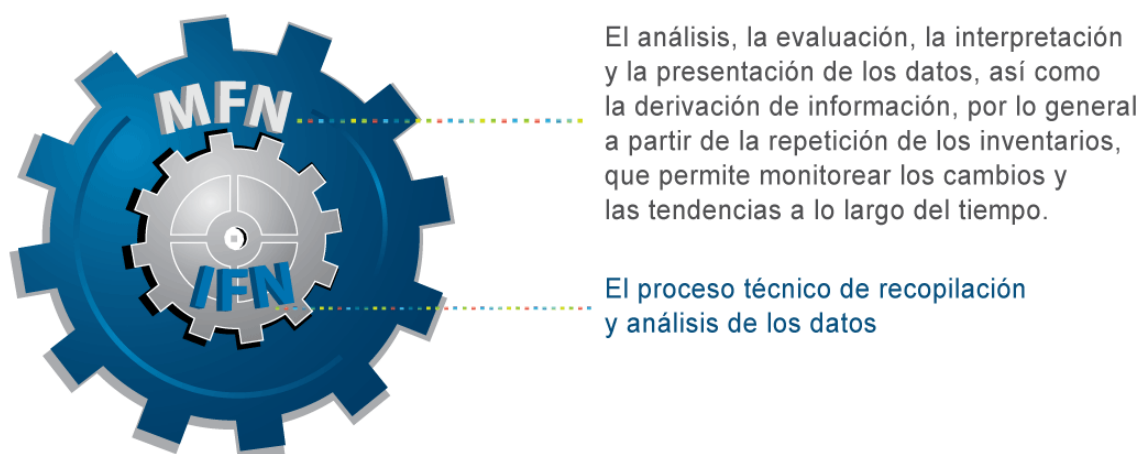 MFN
El análisis, la evaluación, la interpretación
y la presentación de los datos, así como
la derivación de información, por lo general
a partir de la repetición de los inventarios,
que permite monitorear los cambios y
las tendencias a lo largo del tiempo.
IFN
El proceso técnico de recopilación
y análisis de los datos